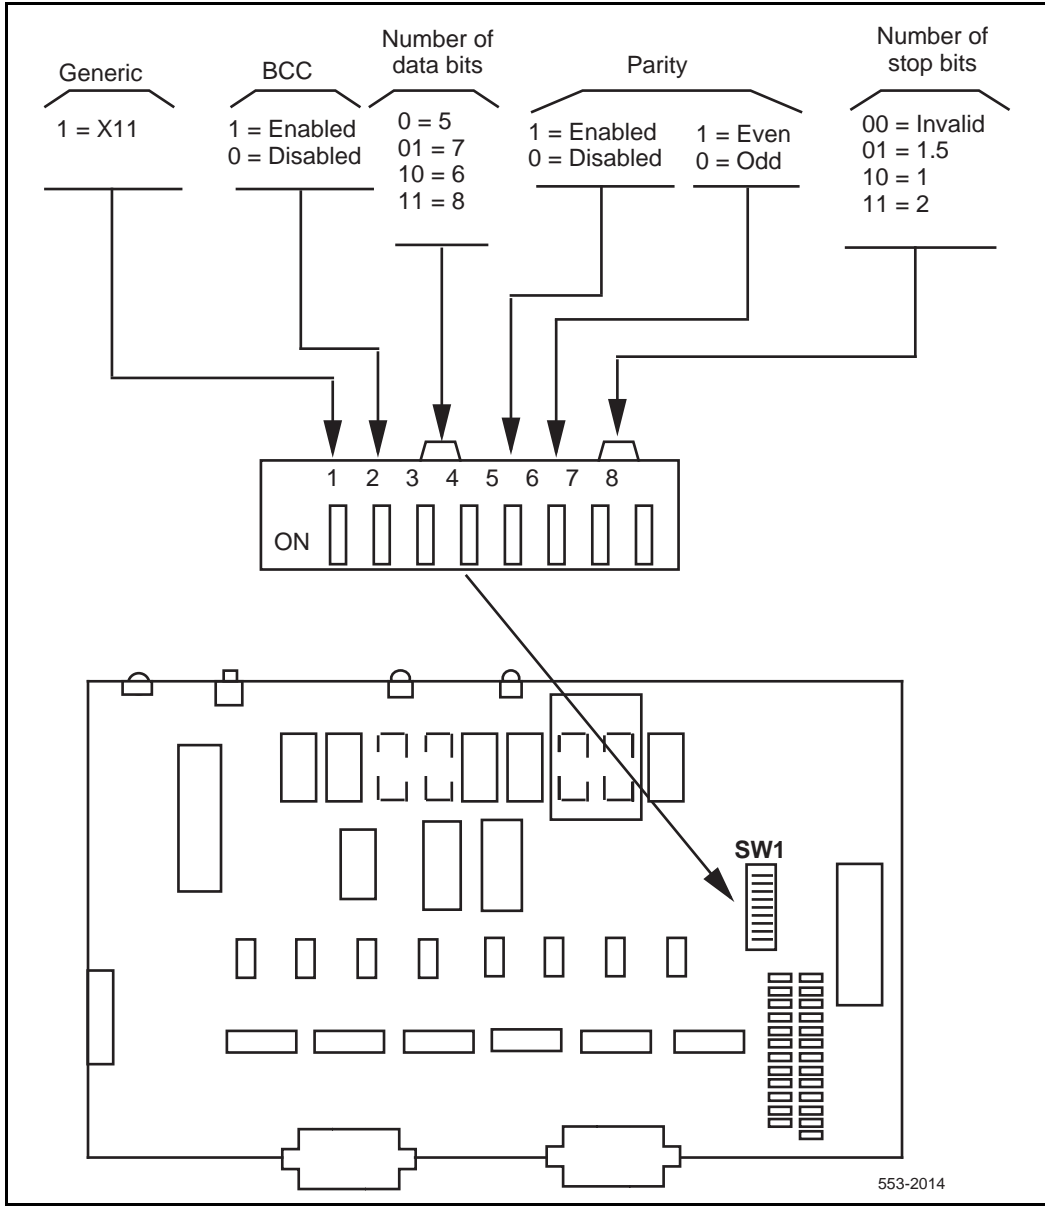 Generic
1 = X11
BCC
1 = Enabled
0 = Disabled
Number of
data bits
0 = 5
01 = 7
10 = 6
11 = 8
Parity
1 = Enabled
0 = Disabled
1 = Even
0 = Odd
Number of
stop bits
00 = Invalid
01 = 1.5
10 = 1
11 = 2
1 2 3 4 5 6 7 8
ON
SW1
553-2014